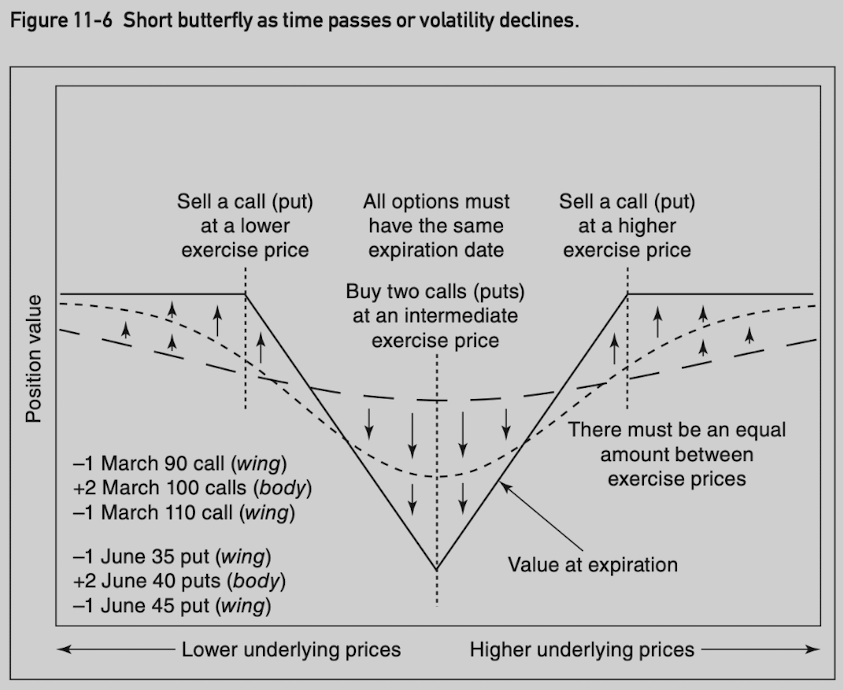 Figure 11-6 Short butterfly as time passes or volatility declines.
Sell a call (put)
at a lower
exercise price
All options must
have the same
expiration date
Sell a call (put)
at a higher
exercise price
Buy two calls (puts)
at an intermediate
exercise price
Position value
There must be an equal
amount between
exercise prices
–1 March 90 call (wing)
+2 March 100 calls (body)
–1 March 110 call (wing)
–1 June 35 put (wing)
+2 June 40 puts (body)
–1 June 45 put (wing)
Value at expiration
Lower underlying prices
Higher underlying prices